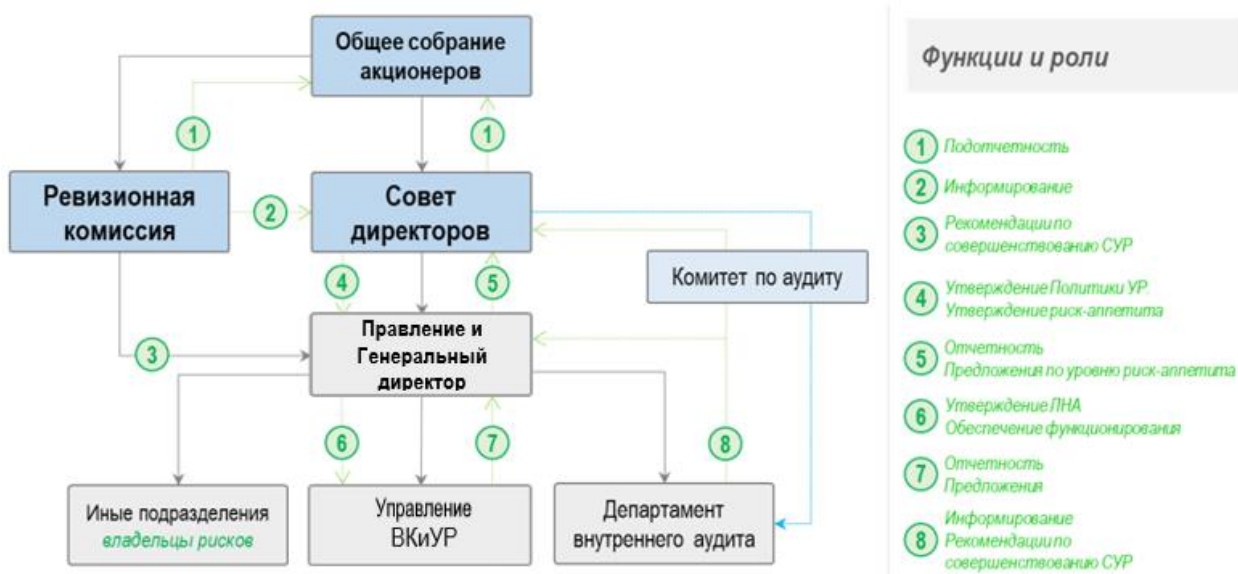 Общее собрание
акционеров
1
1
Ревизионная
комиссия
2
Совет
директоров
4
5
Комитет по аудиту
3
Правление и
Генеральный
директор
6
7
8
Иные подразделения
владельцы рисков
Управление
ВКиУР
Департамент
внутреннего аудита
Функции и роли
1 Подотчетность
2 Информирование
3 Рекомендации по
совершенствованию СУР
4 Утверждение Политики УР.
Утверждение риск-аппетита
5 Отчетность
Предложения по уровню риск-аппетита
6 Утверждение ЛНА
Обеспечение функционирования
7 Отчетность
Предложения
8 Информирование
Рекомендации по
совершенствованию СУР